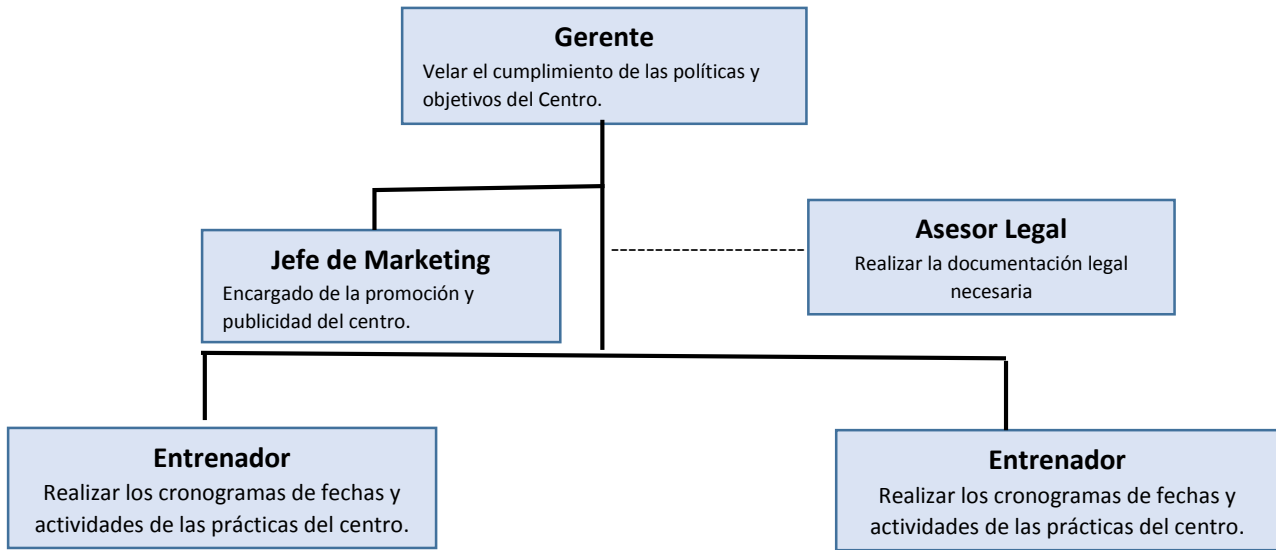 Gerente
Velar el cumplimiento de las políticas y
objetivos del Centro.
Jefe de Marketing
Encargado de la promoción y
publicidad del centro.
Asesor Legal
Realizar la documentación legal
necesaria
Entrenador
Realizar los cronogramas de fechas y
actividades de las prácticas del centro.
Entrenador
Realizar los cronogramas de fechas y
actividades de las prácticas del centro.